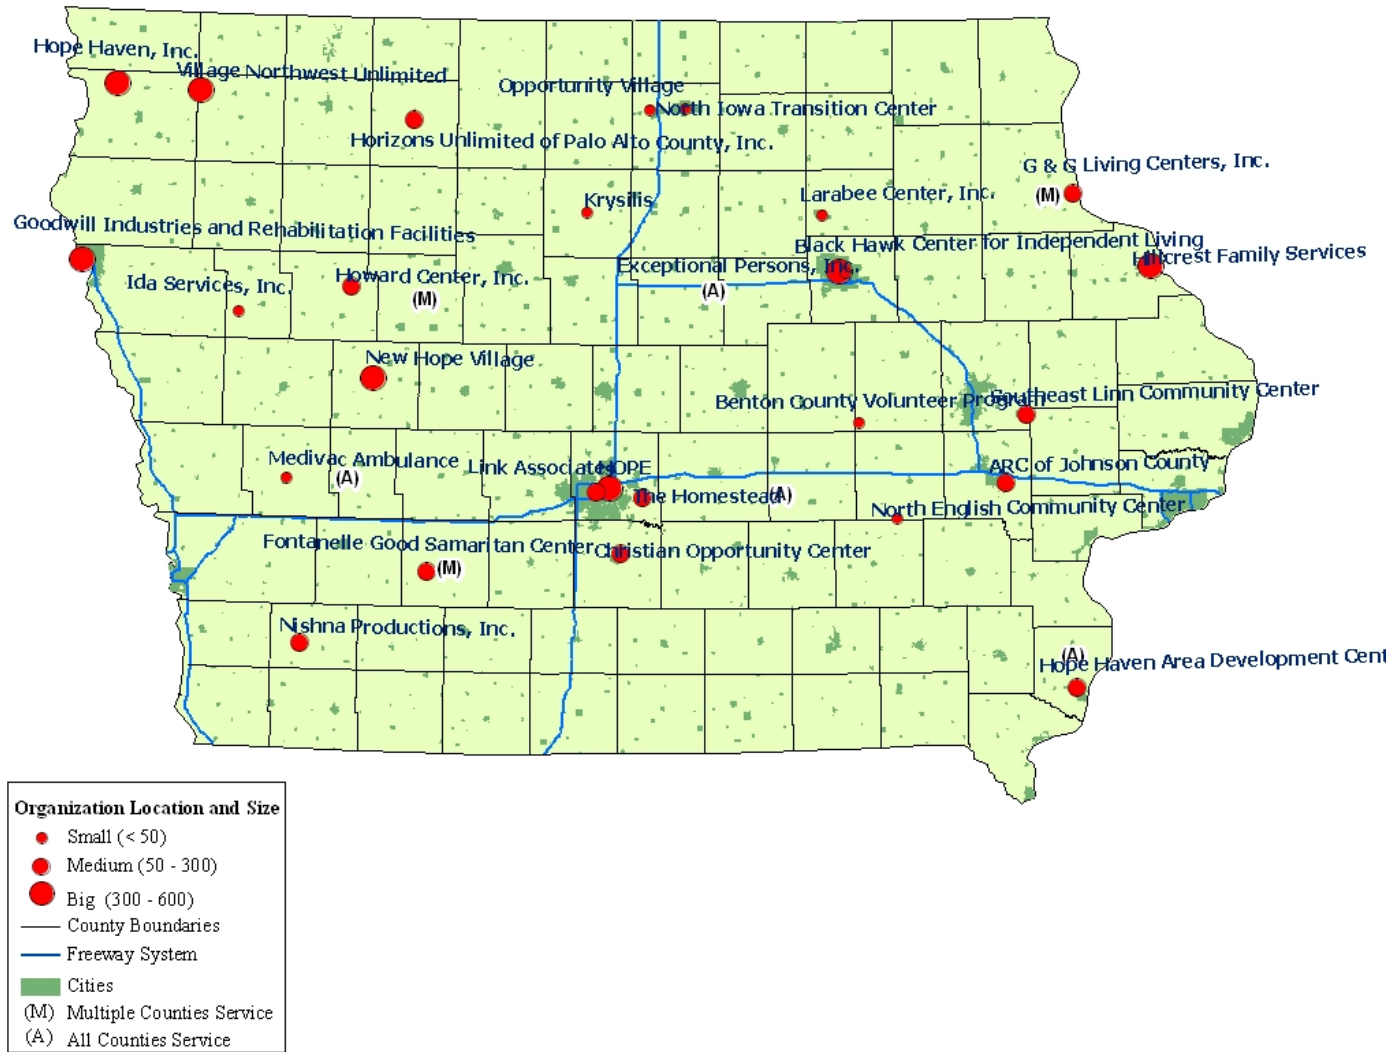 Hope Haven, Inc.
Village Northwest Unlimited
Opportunity Village
North Iowa Transition Center
Horizons Unlimited of Palo Alto County, Inc.
G & G Living Centers, Inc.
(M)
Krysilis
Larabee Center, Inc.
Goodwill Industries and Rehabilitation Facilities
Black Hawk Center for Independent Living
Hillcrest Family Services
Exceptional Persons, Inc.
Howard Center, Inc.
Ida Services, Inc.
(M)
(A)
New Hope Village
Benton County Volunteer Program
Southeast Linn Community Center
Medivac Ambulance
(A)
Link Associates
HOPE
The Homestead
(A)
ARC of Johnson County
North English Community Center
Fontanelle Good Samaritan Center
(M)
Christian Opportunity Center
Nishna Productions, Inc.
(A)
Hope Haven Area Development Cent
Organization Location and Size
Small (< 50)
Medium (50 - 300)
Big (300 - 600)
County Boundaries
Freeway System
Cities
(M) Multiple Counties Service
(A) All Counties Service